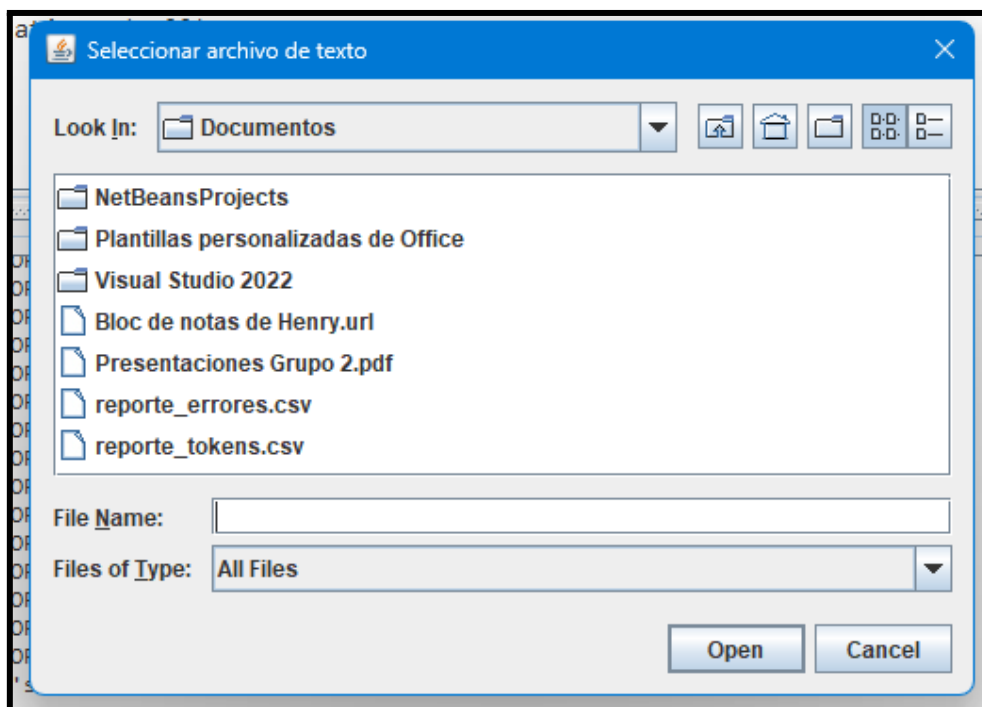 Seleccionar archivo de texto
Look In: Documentos
NetBeansProjects
Plantillas personalizadas de Office
Visual Studio 2022
Bloc de notas de Henry.url
Presentaciones Grupo 2.pdf
reporte_errores.csv
reporte_tokens.csv
File Name:
Files of Type: All Files
Open Cancel